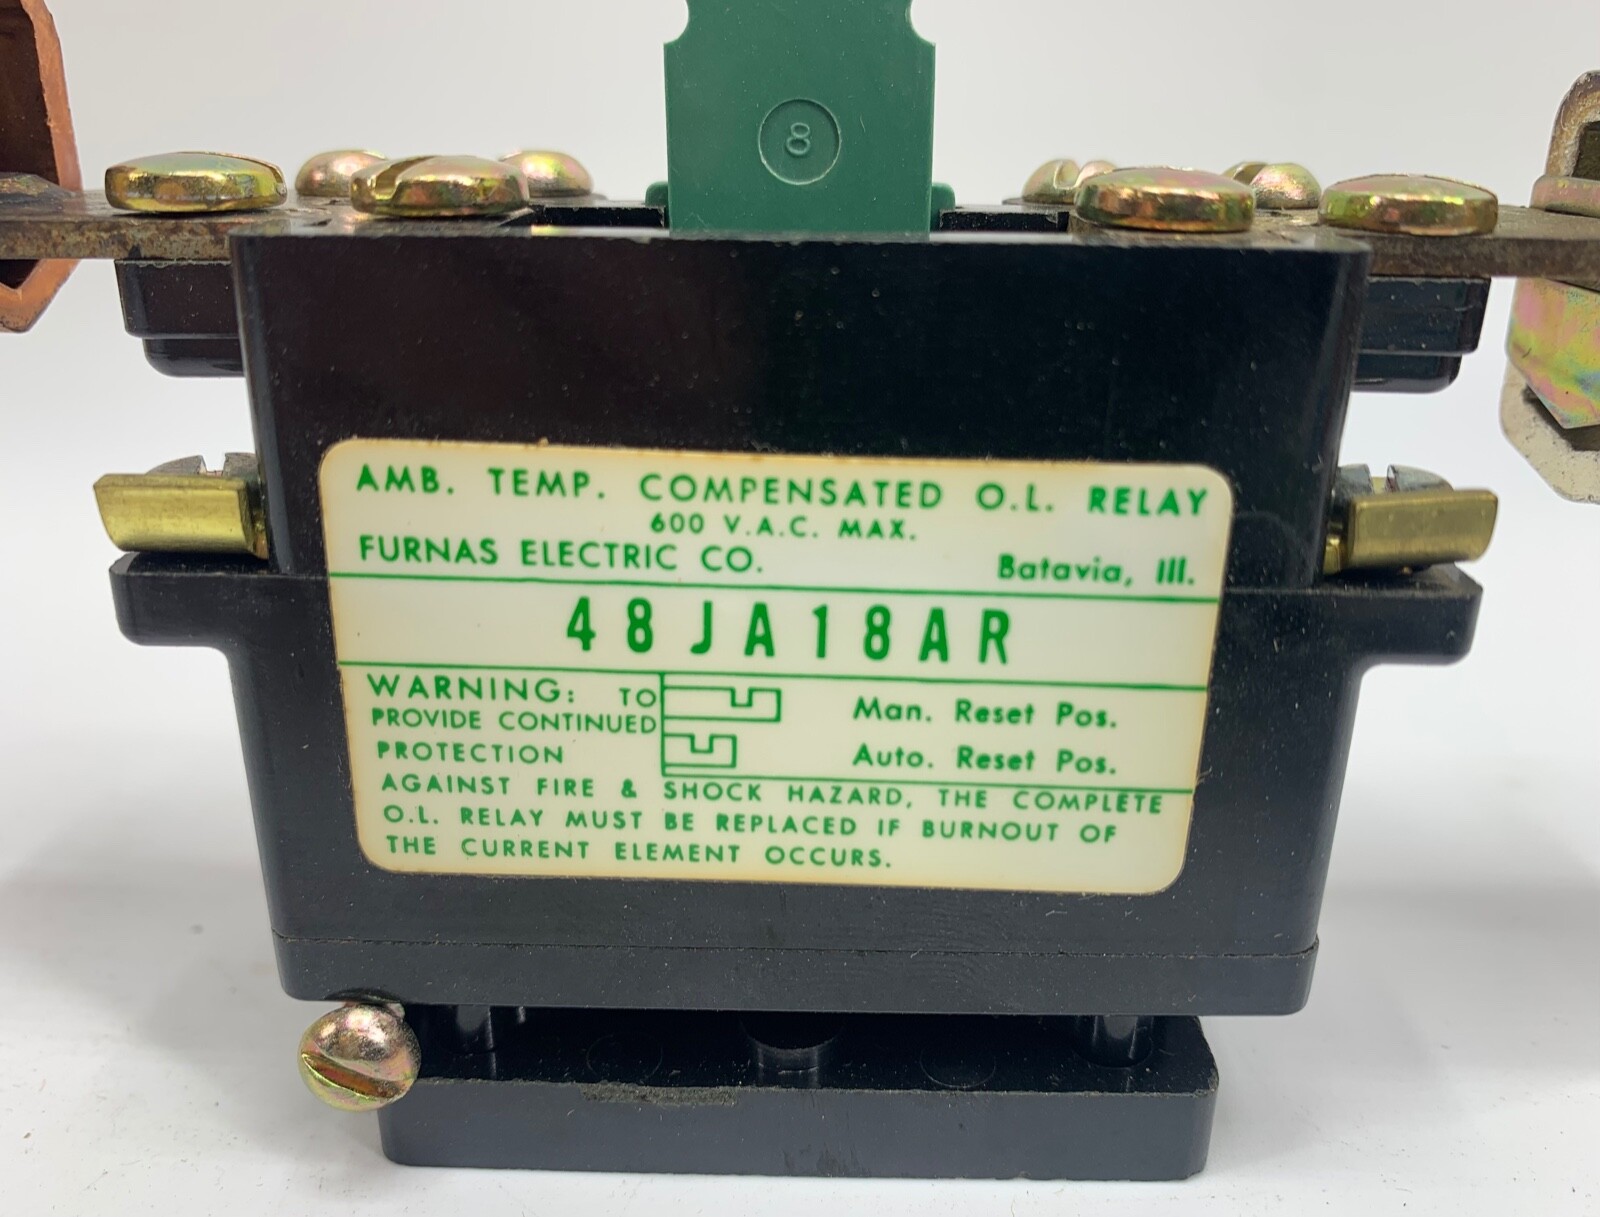 8
AMB. TEMP. COMPENSATED O.L. RELAY
600 V.A.C. MAX.
FURNAS ELECTRIC CO. Batavia, Ill.
48JA18AR
WARNING: TO
PROVIDE CONTINUED
PROTECTION
Man. Reset Pos.
Auto. Reset Pos.
AGAINST FIRE & SHOCK HAZARD, THE COMPLETE
O.L. RELAY MUST BE REPLACED IF BURNOUT OF
THE CURRENT ELEMENT OCCURS.